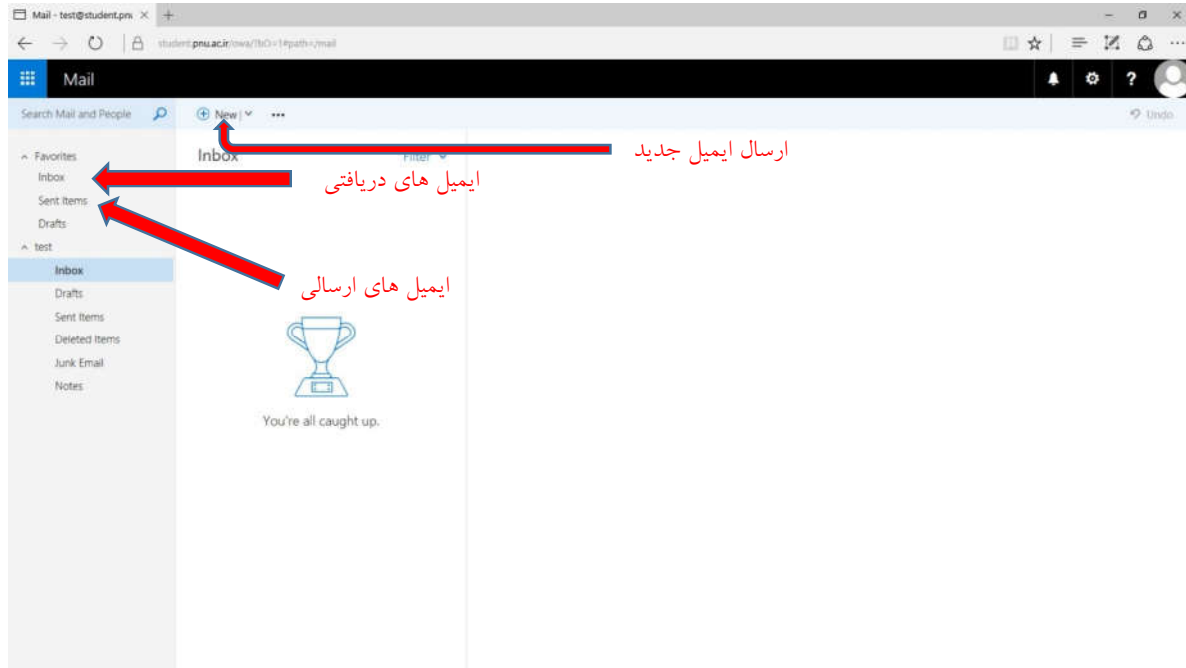 Mail - test@student.pn
student.pnu.ac.ir/owa/?bO=1#path=/mail
Mail
Search Mail and People
New
Undo
ارسال ایمیل جدید
Favorites
Inbox
Filter
Inbox
ایمیل های دریافتی
Sent Items
Drafts
test
Inbox
ایمیل های ارسالی
Drafts
Sent Items
Deleted Items
Junk Email
Notes
You're all caught up.